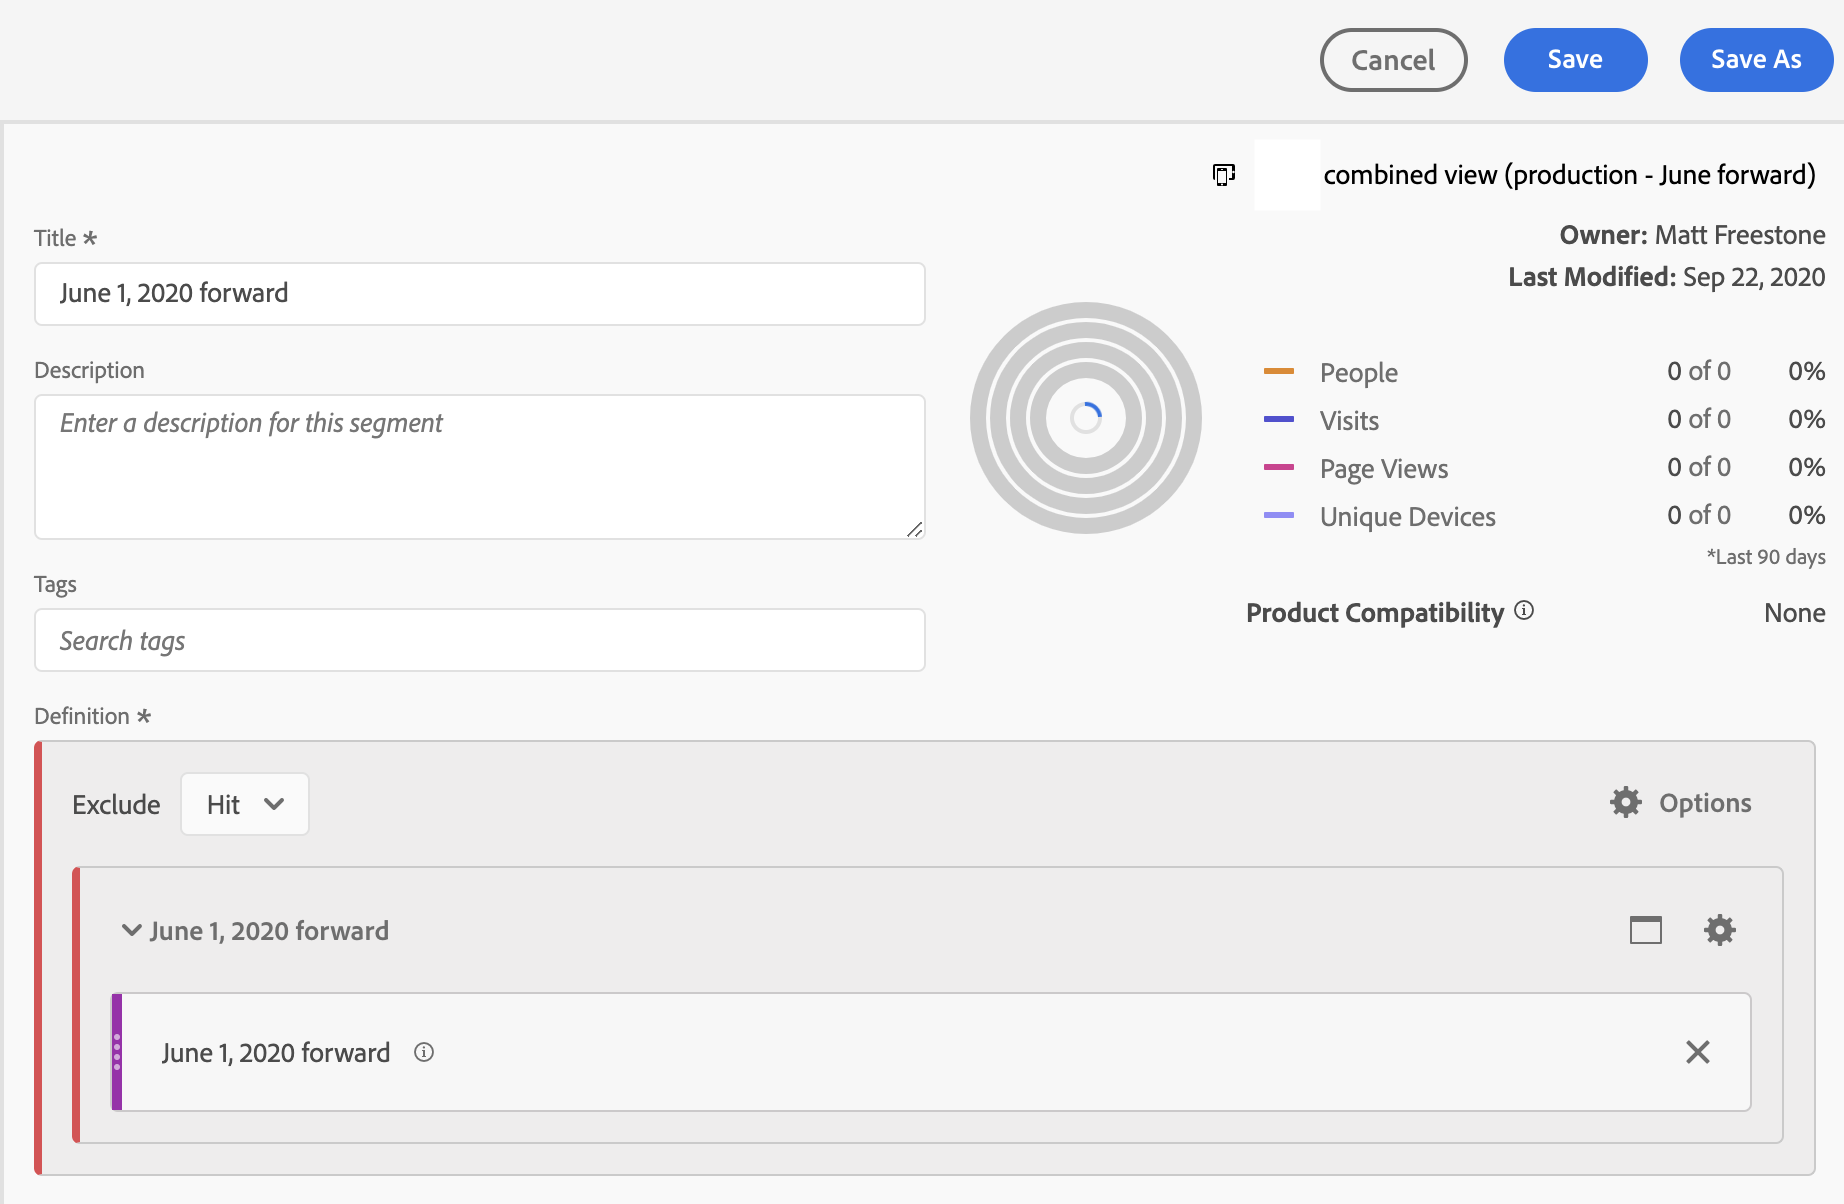 Cancel
Save
Save As
combined view (production - June forward)
Title *
Owner: Matt Freestone
June 1, 2020 forward
Last Modified: Sep 22, 2020
Description
Enter a description for this segment
People 0 of 0 0%
Visits 0 of 0 0%
Page Views 0 of 0 0%
Unique Devices 0 of 0 0%
*Last 90 days
Tags
Search tags
Product Compatibility None
Definition *
Exclude Hit
Options
June 1, 2020 forward
June 1, 2020 forward